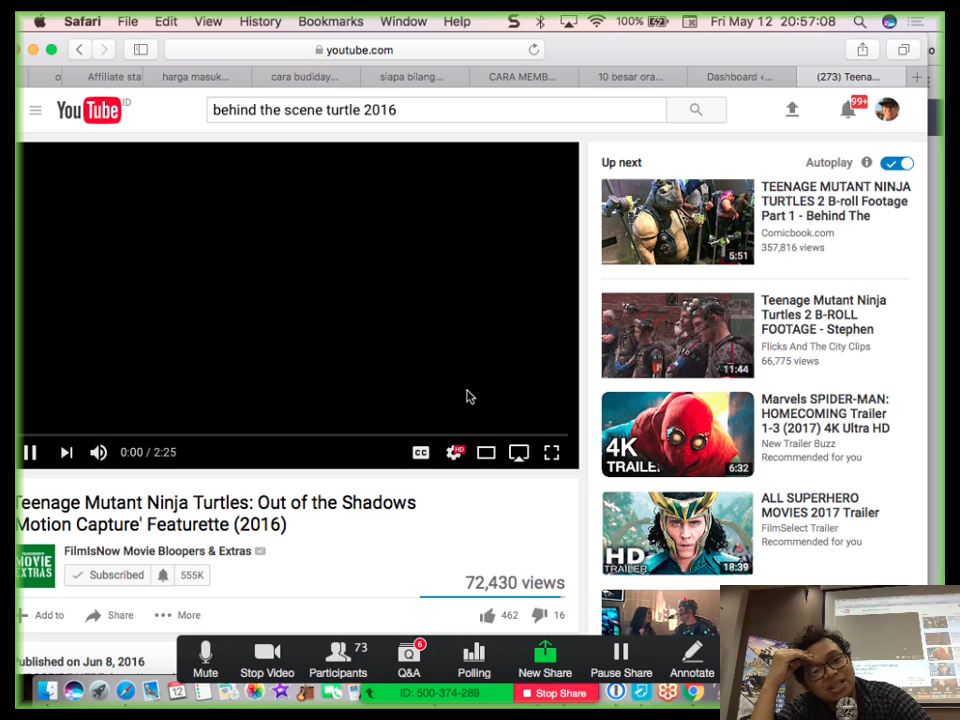 Safari File Edit View History Bookmarks Window Help
100% Fri May 12 20:57:08
youtube.com
o
Affiliate sta
harga masuk...
cara budiday...
siapa bilang...
CARA MEMB...
10 besar ora...
Dashboard <...
(273) Teena...
YouTube ID
behind the scene turtle 2016
99+
Up next
Autoplay
TEENAGE MUTANT NINJA
TURTLES 2 B-roll Footage
Part 1 - Behind The
Comicbook.com
357,816 views
5:51
Teenage Mutant Ninja
Turtles 2 B-ROLL
FOOTAGE - Stephen
Flicks And The City Clips
66,775 views
11:44
Marvels SPIDER-MAN:
HOMECOMING Trailer
1-3 (2017) 4K Ultra HD
New Trailer Buzz
Recommended for you
4K
TRAILER
6:32
ALL SUPERHERO
MOVIES 2017 Trailer
FilmSelect Trailer
Recommended for you
HD
TRAILER
18:39
0:00 / 2:25
CC
HD
Teenage Mutant Ninja Turtles: Out of the Shadows
'Motion Capture' Featurette (2016)
MOVIE
EXTRAS
FilmIsNow Movie Bloopers & Extras
Subscribed 555K
72,430 views
Add to Share More
462 16
Published on Jun 8, 2016
Mute
Stop Video
73
Participants
6
Q&A
Polling
New Share
Pause Share
Annotate
ID: 500-374-289
Stop Share
12